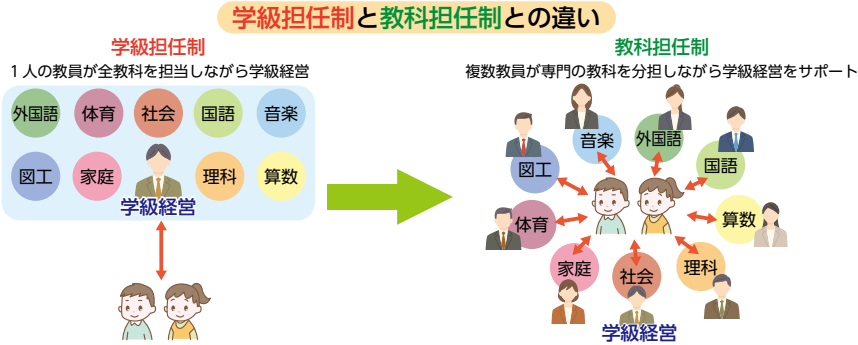 学級担任制と教科担任制との違い
学級担任制
1人の教員が全教科を担当しながら学級経営
外国語
体育
社会
国語
音楽
図工
家庭
理科
算数
学級経営
教科担任制
複数教員が専門の教科を分担しながら学級経営をサポート
音楽
外国語
図工
国語
体育
算数
家庭
社会
理科
学級経営